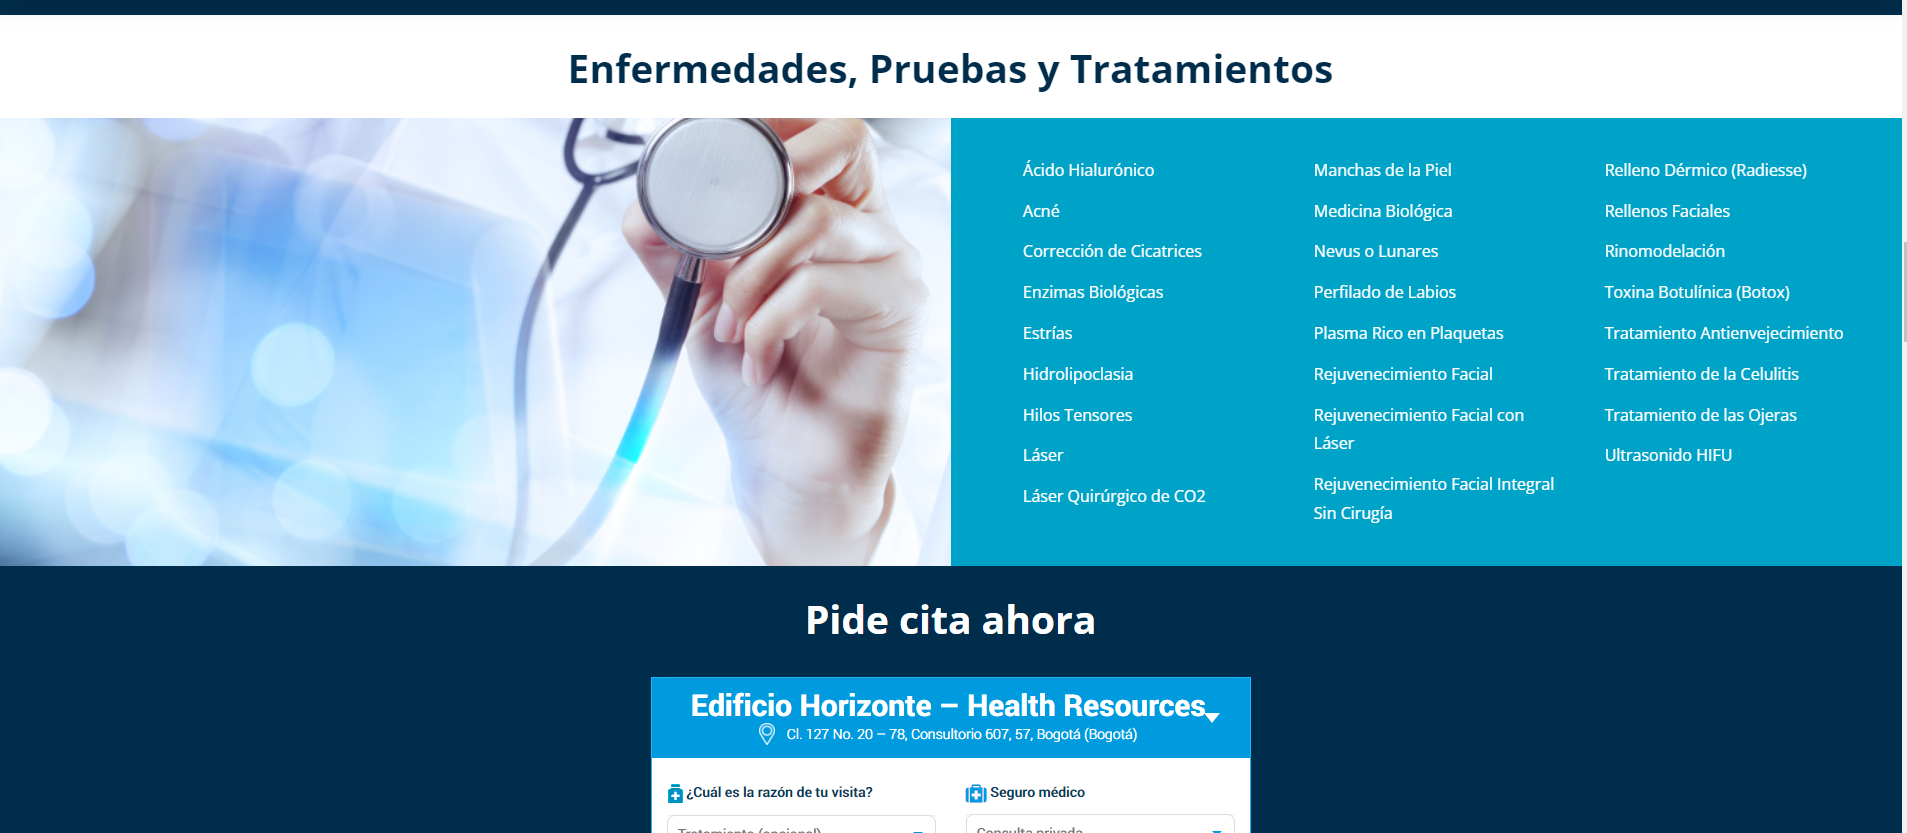 Enfermedades, Pruebas y Tratamientos
Ácido Hialurónico
Acné
Corrección de Cicatrices
Enzimas Biológicas
Estrías
Hidrolipoclasia
Hilos Tensores
Láser
Láser Quirúrgico de CO2
Manchas de la Piel
Medicina Biológica
Nevus o Lunares
Perfilado de Labios
Plasma Rico en Plaquetas
Rejuvenecimiento Facial
Rejuvenecimiento Facial con
Láser
Rejuvenecimiento Facial Integral
Sin Cirugía
Relleno Dérmico (Radiesse)
Rellenos Faciales
Rinomodelación
Toxina Botulínica (Botox)
Tratamiento Antienvejecimiento
Tratamiento de la Celulitis
Tratamiento de las Ojeras
Ultrasonido HIFU
Pide cita ahora
Edificio Horizonte – Health Resources
Cl. 127 No. 20 – 78, Consultorio 607, 57, Bogotá (Bogotá)
¿Cuál es la razón de tu visita?
Seguro médico
Tratamiento (opcional)
Consulta privada